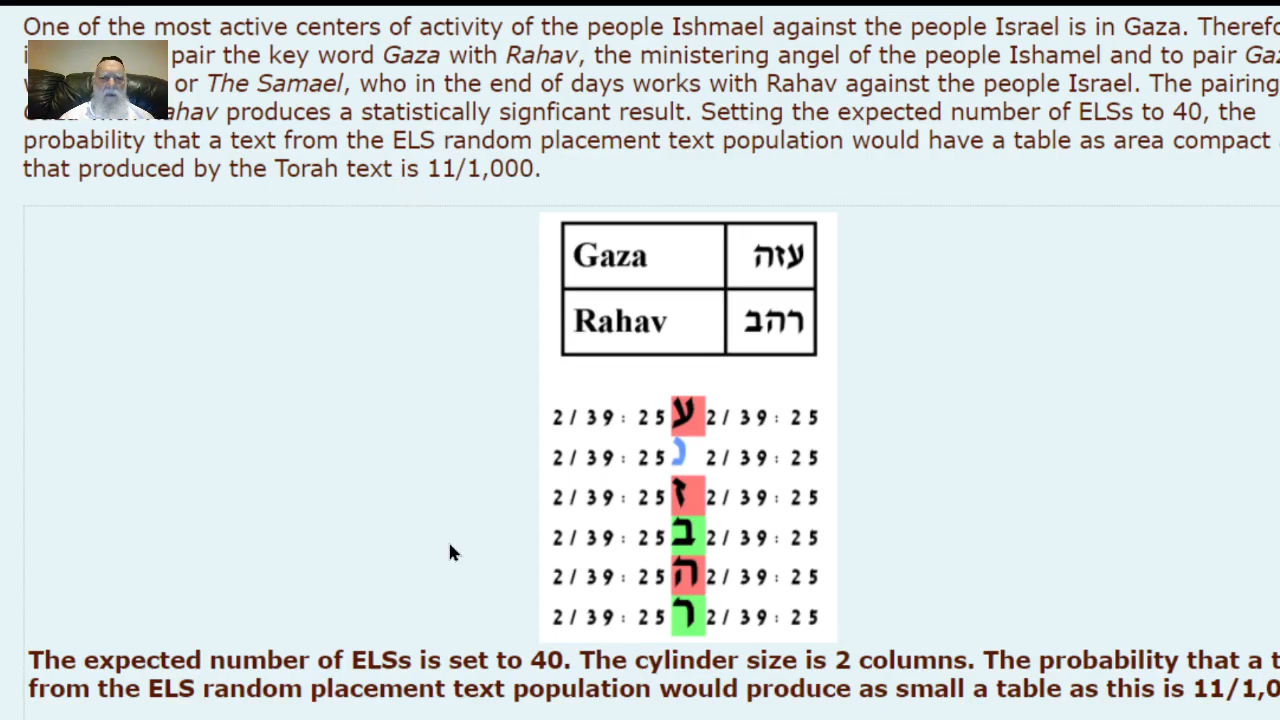 One of the most active centers of activity of the people Ishmael against the people Israel is in Gaza.
pair the key word Gaza with Rahav, the ministering angel of the people Ishamel and to pair
or The Samael, who in the end of days works with Rahav against the people Israel. The pairing
produces a statistically signficant result. Setting the expected number of ELSs to 40, the
probability that a text from the ELS random placement text population would have a table as area compact
that produced by the Torah text is 11/1,000.
Gaza עזה
Rahav רהב
2/39:25 ע 2/39:25
2/39:25 נ 2/39:25
2/39:25 ז 2/39:25
2/39:25 ב 2/39:25
2/39:25 ה 2/39:25
2/39:25 ר 2/39:25
The expected number of ELSs is set to 40. The cylinder size is 2 columns. The probability that a
from the ELS random placement text population would produce as small a table as this is